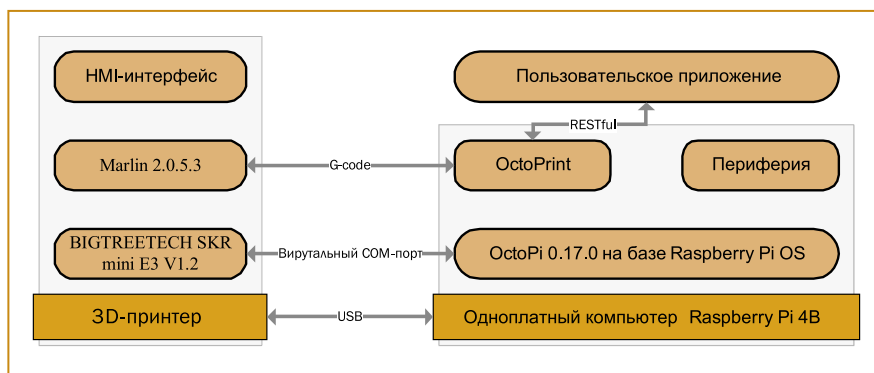 HMI-интерфейс
Пользовательское приложение
RESTful
Marlin 2.0.5.3
G-code
OctoPrint
Периферия
BIGTREETECH SKR
mini E3 V1.2
Вирутальный COM-порт
OctoPi 0.17.0 на базе Raspberry Pi OS
3D-принтер
USB
Одноплатный компьютер Raspberry Pi 4B